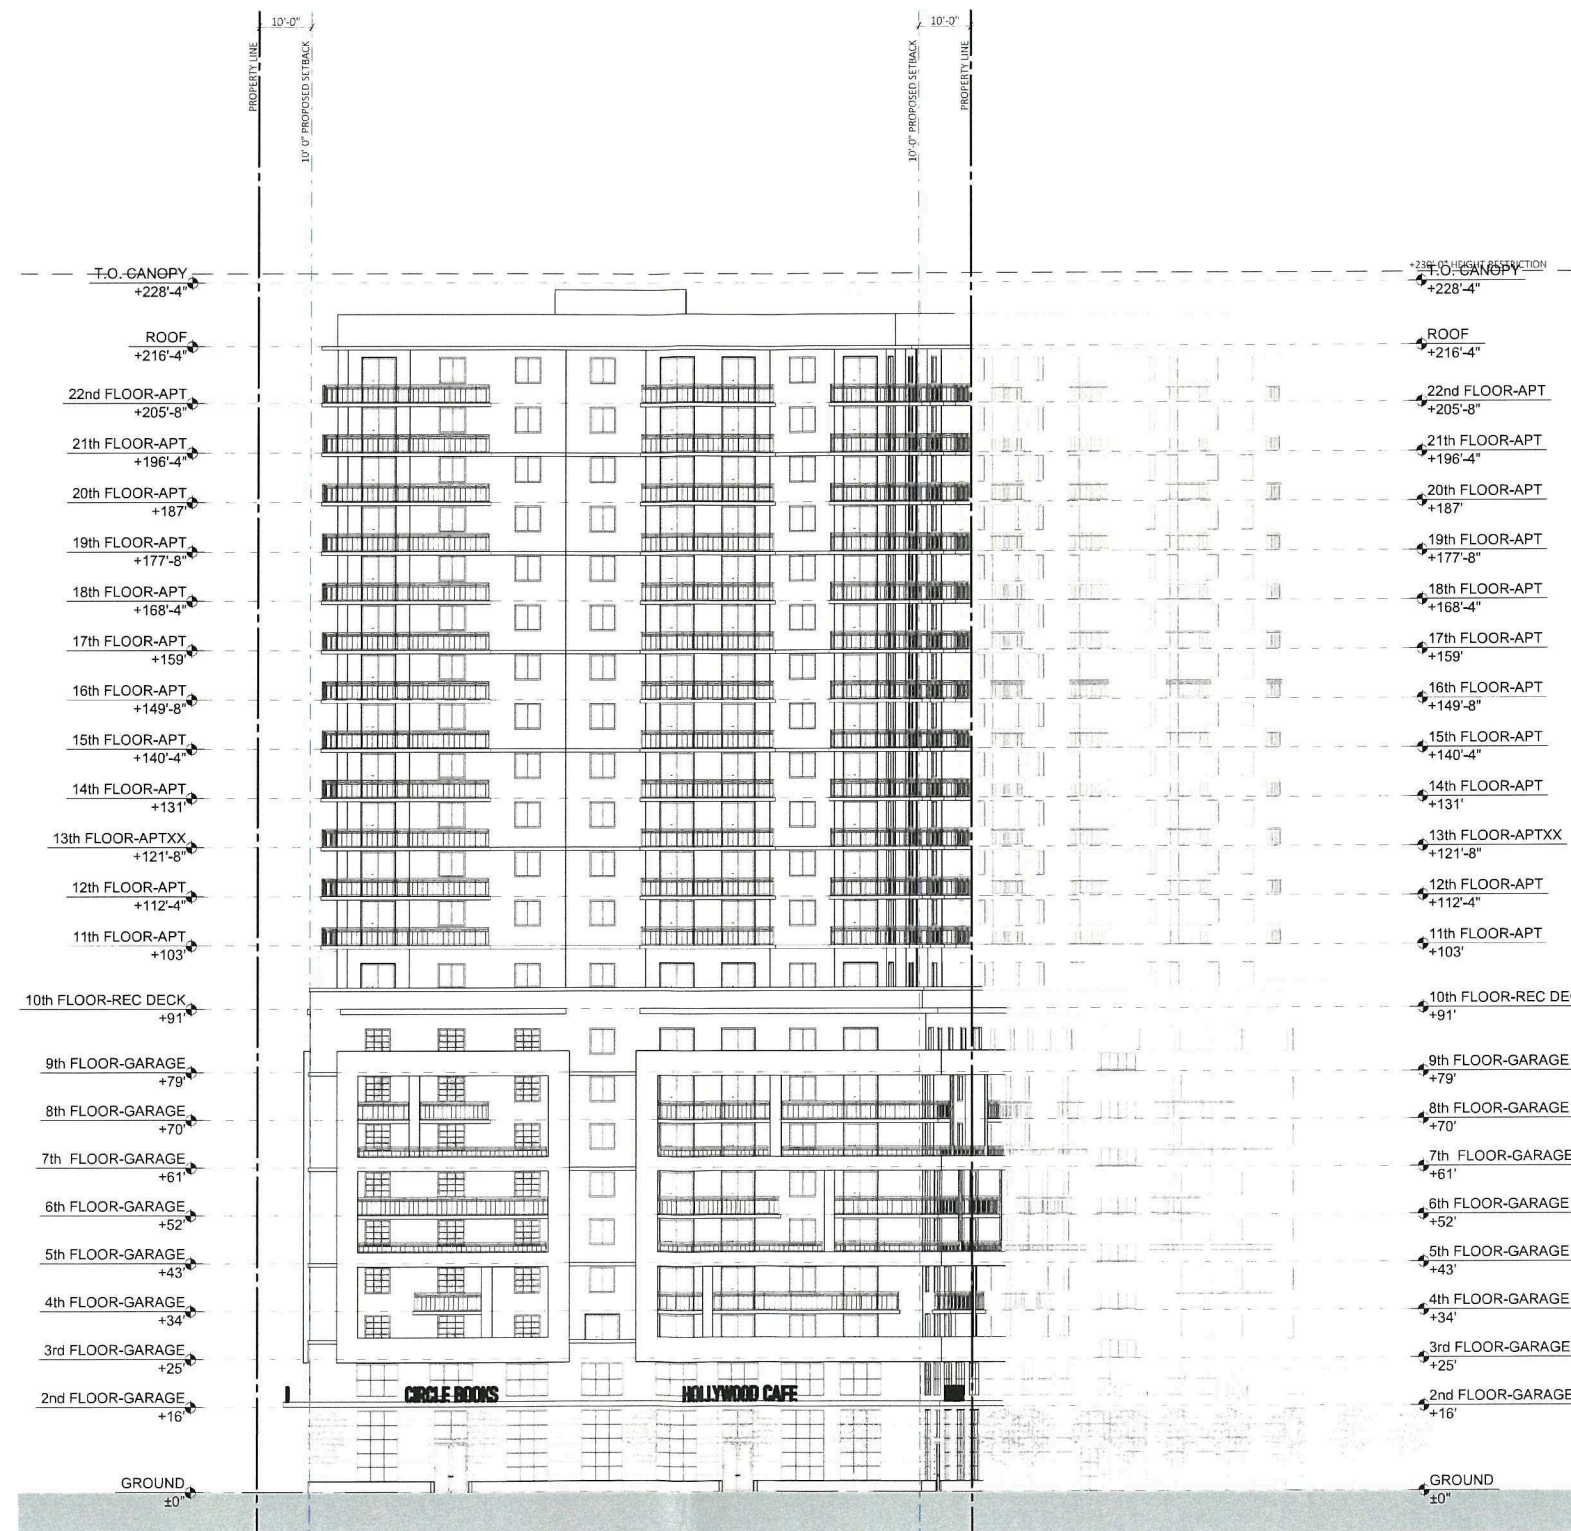 10'-0"
10'-0"
PROPERTY LINE
10' 0" PROPOSED SETBACK
10'-0" PROPOSED SETBACK
PROPERTY LINE
T.O. CANOPY
+228'-4"
ROOF
+216'-4"
22nd FLOOR-APT
+205'-8"
21th FLOOR-APT
+196'-4"
20th FLOOR-APT
+187'
19th FLOOR-APT
+177'-8"
18th FLOOR-APT
+168'-4"
17th FLOOR-APT
+159'
16th FLOOR-APT
+149'-8"
15th FLOOR-APT
+140'-4"
14th FLOOR-APT
+131'
13th FLOOR-APTXX
+121'-8"
12th FLOOR-APT
+112'-4"
11th FLOOR-APT
+103'
10th FLOOR-REC DECK
+91'
9th FLOOR-GARAGE
+79'
8th FLOOR-GARAGE
+70'
7th FLOOR-GARAGE
+61'
6th FLOOR-GARAGE
+52'
5th FLOOR-GARAGE
+43'
4th FLOOR-GARAGE
+34'
3rd FLOOR-GARAGE
+25'
2nd FLOOR-GARAGE
+16'
GROUND
±0"
CIRCLE BOOKS
HOLLYWOOD CAFE
+230'-0" HEIGHT RESTRICTION
T.O. CANOPY
+228'-4"
ROOF
+216'-4"
22nd FLOOR-APT
+205'-8"
21th FLOOR-APT
+196'-4"
20th FLOOR-APT
+187'
19th FLOOR-APT
+177'-8"
18th FLOOR-APT
+168'-4"
17th FLOOR-APT
+159'
16th FLOOR-APT
+149'-8"
15th FLOOR-APT
+140'-4"
14th FLOOR-APT
+131'
13th FLOOR-APTXX
+121'-8"
12th FLOOR-APT
+112'-4"
11th FLOOR-APT
+103'
10th FLOOR-REC DE
+91'
9th FLOOR-GARAGE
+79'
8th FLOOR-GARAGE
+70'
7th FLOOR-GARAGE
+61'
6th FLOOR-GARAGE
+52'
5th FLOOR-GARAGE
+43'
4th FLOOR-GARAGE
+34'
3rd FLOOR-GARAGE
+25'
2nd FLOOR-GARAGE
+16'
GROUND
±0"